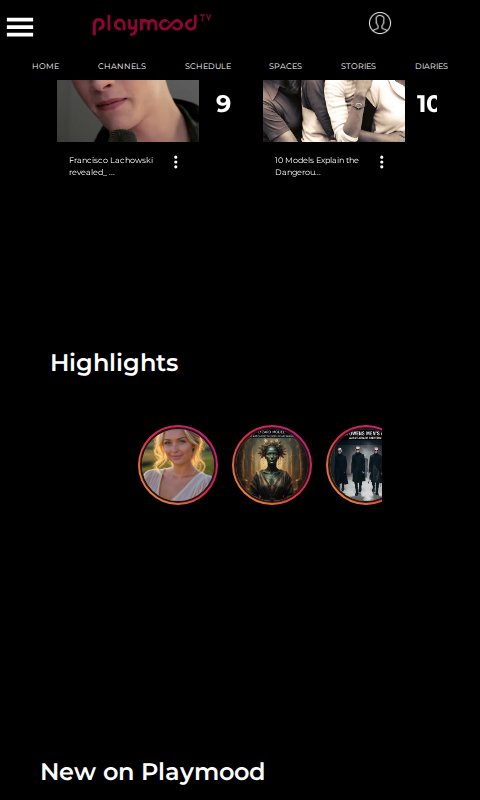 playmood TV
HOME CHANNELS SCHEDULE SPACES STORIES DIARIES
9
10
Francisco Lachowski
revealed_ ...
10 Models Explain the
Dangerou...
Highlights
New on Playmood